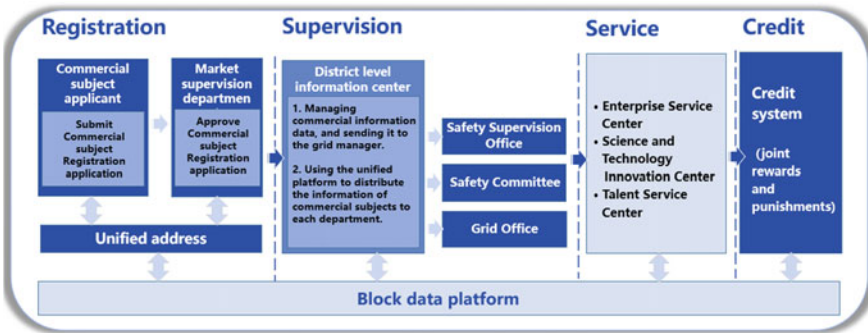 Registration
Supervision
Service
Credit
Commercial
subject
applicant
Submit
Commercial
subject
Registration
application
Market
supervision
departmen
Approve
Commercial
subject
Registration
application
Unified address
District level
information center
1. Managing
commercial information
data, and sending it to
the grid manager.
2. Using the unified
platform to distribute
the information of
commercial subjects to
each department.
Safety Supervision
Office
Safety Committee
Grid Office
• Enterprise Service
Center
• Science and
Technology
Innovation Center
• Talent Service
Center
Credit
system
(joint
rewards
and
punishments)
Block data platform